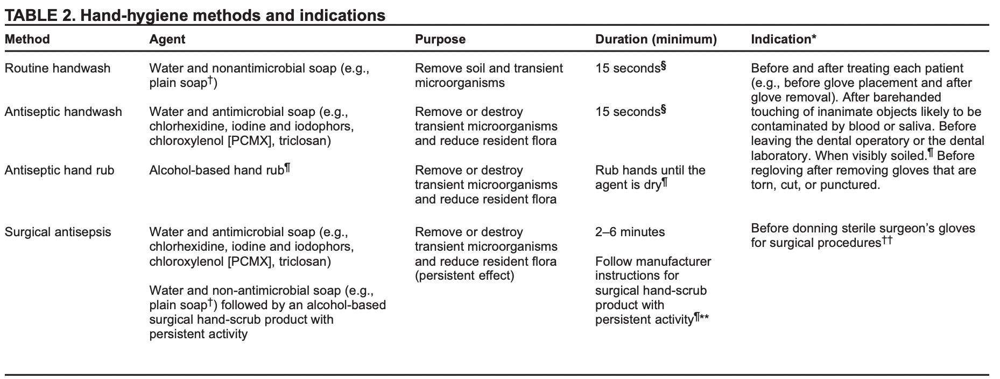 TABLE 2. Hand-hygiene methods and indications
Method Agent Purpose Duration (minimum) Indication*
Routine handwash
Water and nonantimicrobial soap (e.g.,
plain soap†)
Remove soil and transient
microorganisms
15 seconds§
Before and after treating each patient
(e.g., before glove placement and after
glove removal). After barehanded
touching of inanimate objects likely to be
contaminated by blood or saliva. Before
leaving the dental operatory or the dental
laboratory. When visibly soiled.¶ Before
regloving after removing gloves that are
torn, cut, or punctured.
Antiseptic handwash
Water and antimicrobial soap (e.g.,
chlorhexidine, iodine and iodophors,
chloroxylenol [PCMX], triclosan)
Remove or destroy
transient microorganisms
and reduce resident flora
15 seconds§
Antiseptic hand rub
Alcohol-based hand rub¶
Remove or destroy
transient microorganisms
and reduce resident flora
Rub hands until the
agent is dry¶
Surgical antisepsis
Water and antimicrobial soap (e.g.,
chlorhexidine, iodine and iodophors,
chloroxylenol [PCMX], triclosan)
Water and non-antimicrobial soap (e.g.,
plain soap†) followed by an alcohol-based
surgical hand-scrub product with
persistent activity
Remove or destroy
transient microorganisms
and reduce resident flora
(persistent effect)
2–6 minutes
Follow manufacturer
instructions for
surgical hand-scrub
product with
persistent activity¶**
Before donning sterile surgeon’s gloves
for surgical procedures††